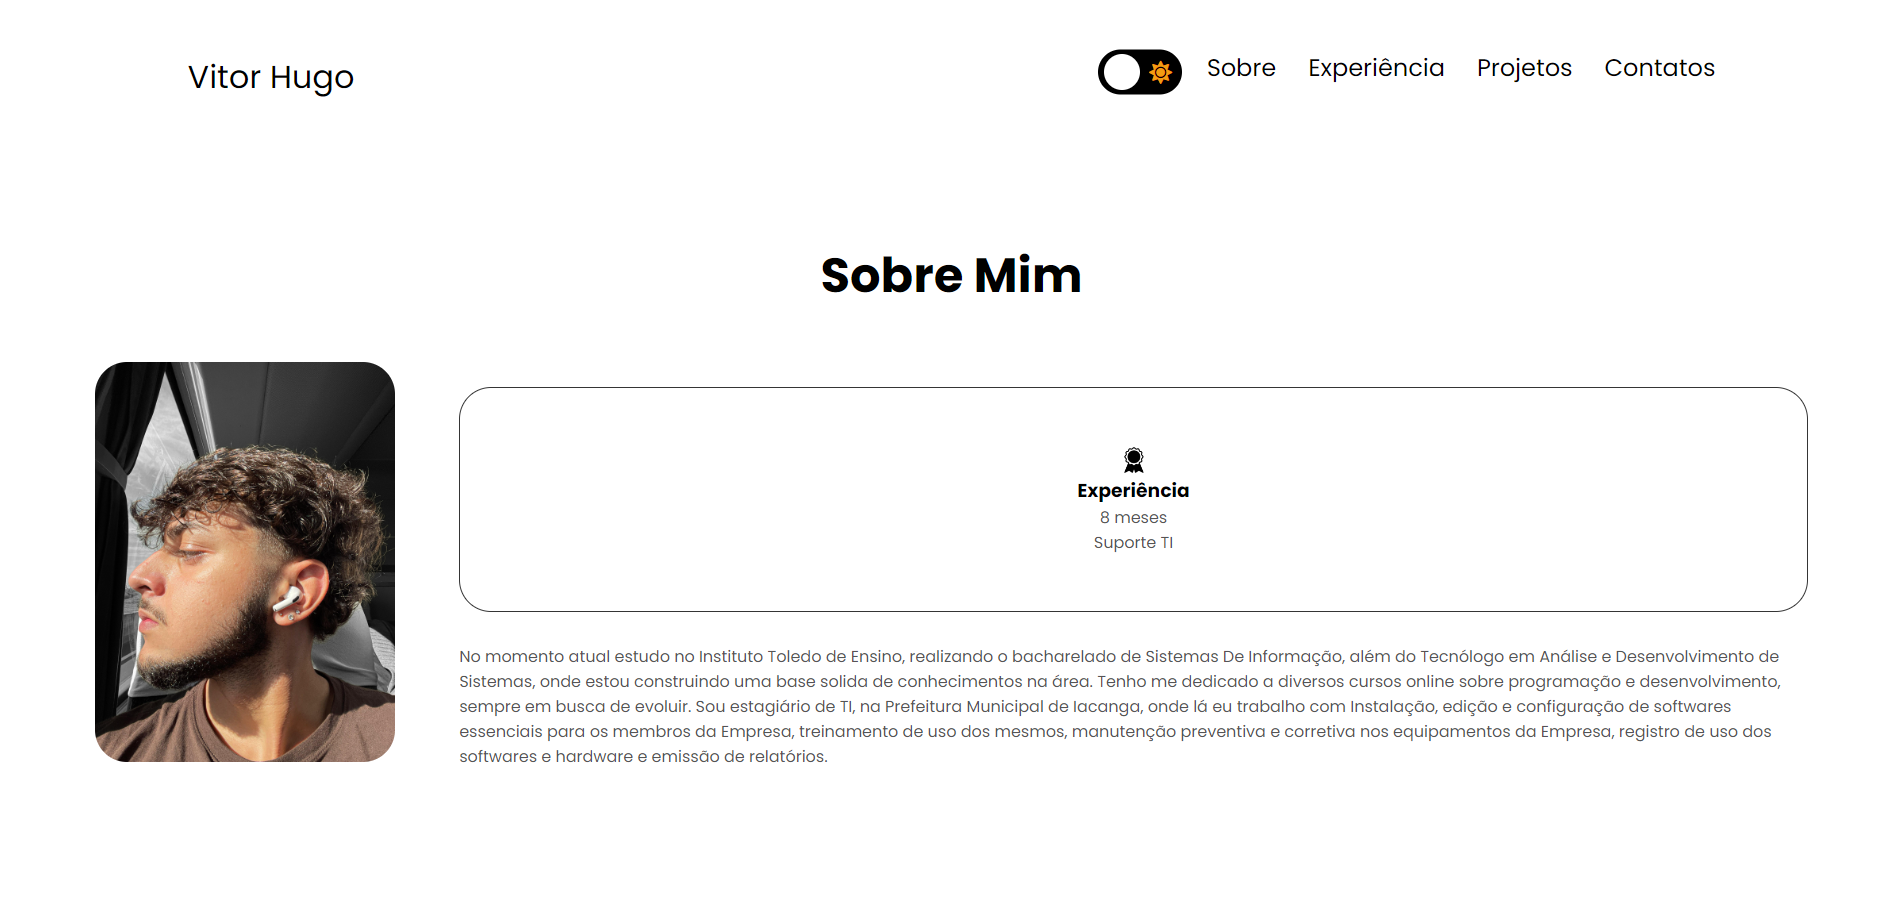 Vitor Hugo
Sobre Experiência Projetos Contatos
Sobre Mim
Experiência
8 meses
Suporte TI
No momento atual estudo no Instituto Toledo de Ensino, realizando o bacharelado de Sistemas De Informação, além do Tecnólogo em Análise e Desenvolvimento de
Sistemas, onde estou construindo uma base solida de conhecimentos na área. Tenho me dedicado a diversos cursos online sobre programação e desenvolvimento,
sempre em busca de evoluir. Sou estagiário de TI, na Prefeitura Municipal de Iacanga, onde lá eu trabalho com Instalação, edição e configuração de softwares
essenciais para os membros da Empresa, treinamento de uso dos mesmos, manutenção preventiva e corretiva nos equipamentos da Empresa, registro de uso dos
softwares e hardware e emissão de relatórios.